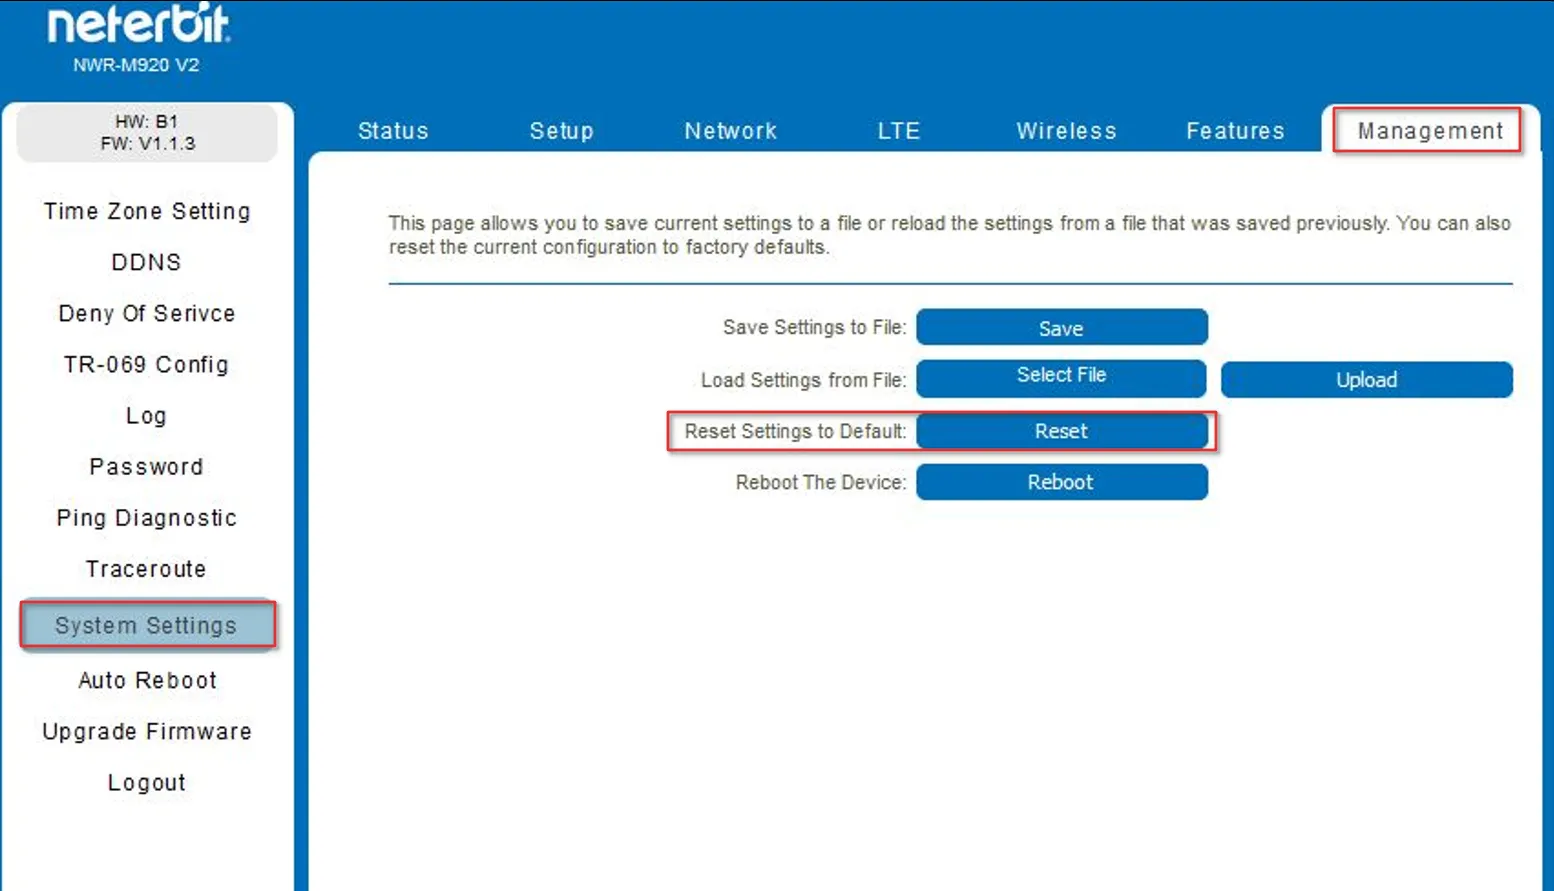 neterbit.
NWR-M920 V2
HW: B1
FW: V1.1.3
Status Setup Network LTE Wireless Features Management
Time Zone Setting
DDNS
Deny Of Serivce
TR-069 Config
Log
Password
Ping Diagnostic
Traceroute
System Settings
Auto Reboot
Upgrade Firmware
Logout
This page allows you to save current settings to a file or reload the settings from a file that was saved previously. You can also
reset the current configuration to factory defaults.
Save Settings to File: Save
Load Settings from File: Select File Upload
Reset Settings to Default: Reset
Reboot The Device: Reboot